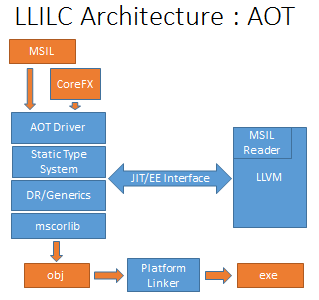 LLILC Architecture : AOT
MSIL
CoreFX
AOT Driver
Static Type
System
DR/Generics
mscorlib
JIT/EE Interface
MSIL
Reader
LLVM
obj
Platform
Linker
exe